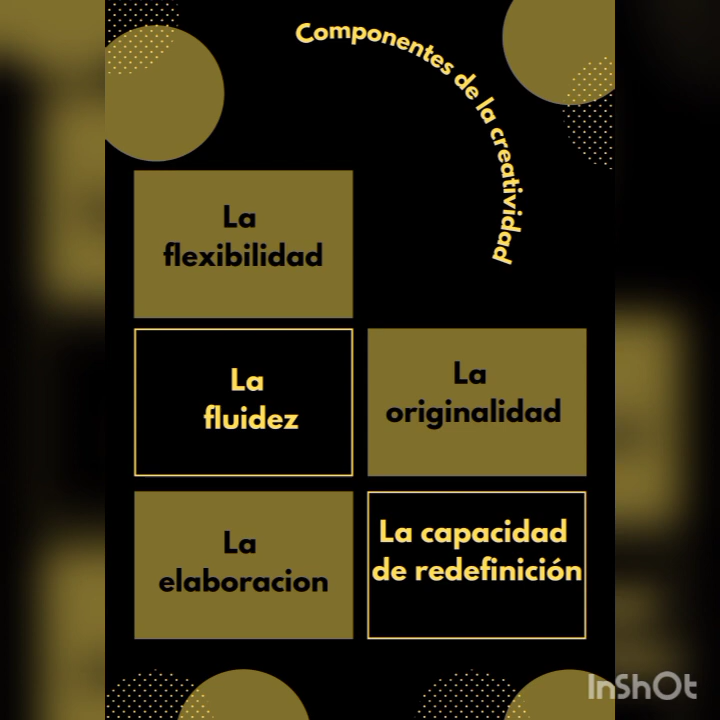 Componentes de la creatividad
La
flexibilidad
La
fluidez
La
originalidad
La
elaboracion
La capacidad
de redefinición
InShOt